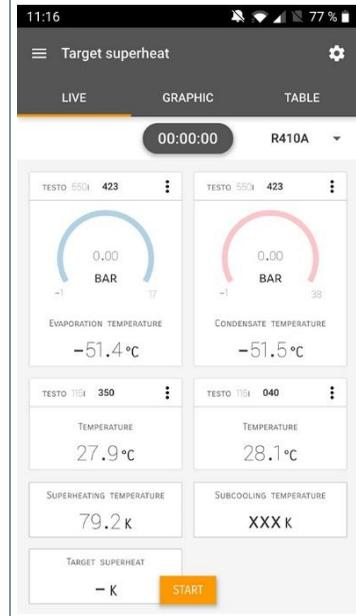 11:16 77 %
Target superheat
LIVE GRAPHIC TABLE
00:00:00 R410A
TESTO 550I 423 TESTO 550I 423
0.00 0.00
BAR BAR
-1 17 -1 38
EVAPORATION TEMPERATURE CONDENSATE TEMPERATURE
-51.4°C -51.5°C
TESTO 115I 350 TESTO 115I 040
TEMPERATURE TEMPERATURE
27.9°C 28.1°C
SUPERHEATING TEMPERATURE SUBCOOLING TEMPERATURE
79.2 K XXX K
TARGET SUPERHEAT
– K START